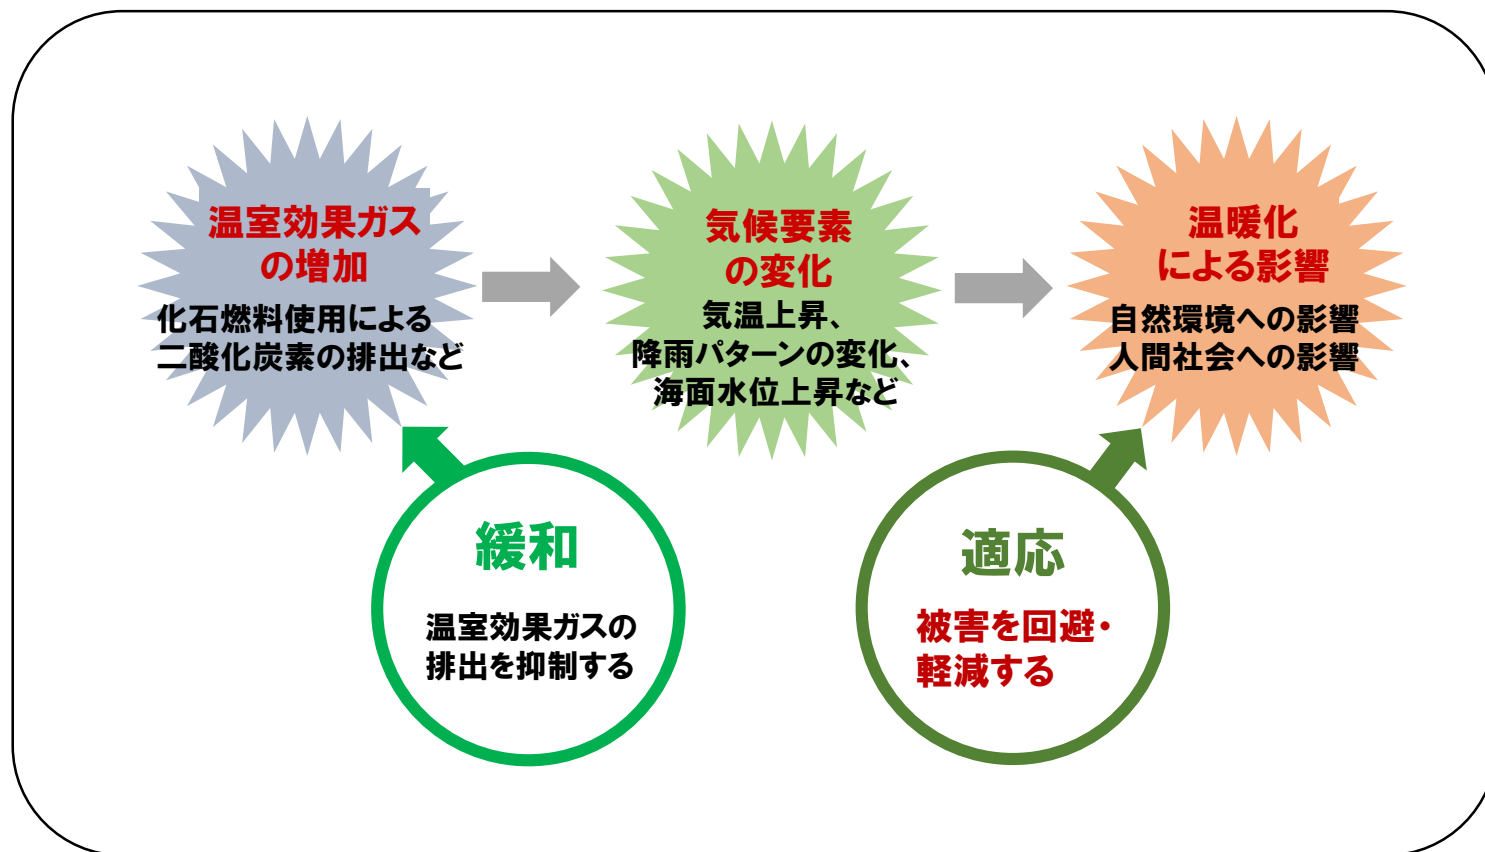 温室効果ガス
の増加
化石燃料使用による
二酸化炭素の排出など
気候要素
の変化
気温上昇、
降雨パターンの変化、
海面水位上昇など
温暖化
による影響
自然環境への影響
人間社会への影響
緩和
温室効果ガスの
排出を抑制する
適応
被害を回避・
軽減する